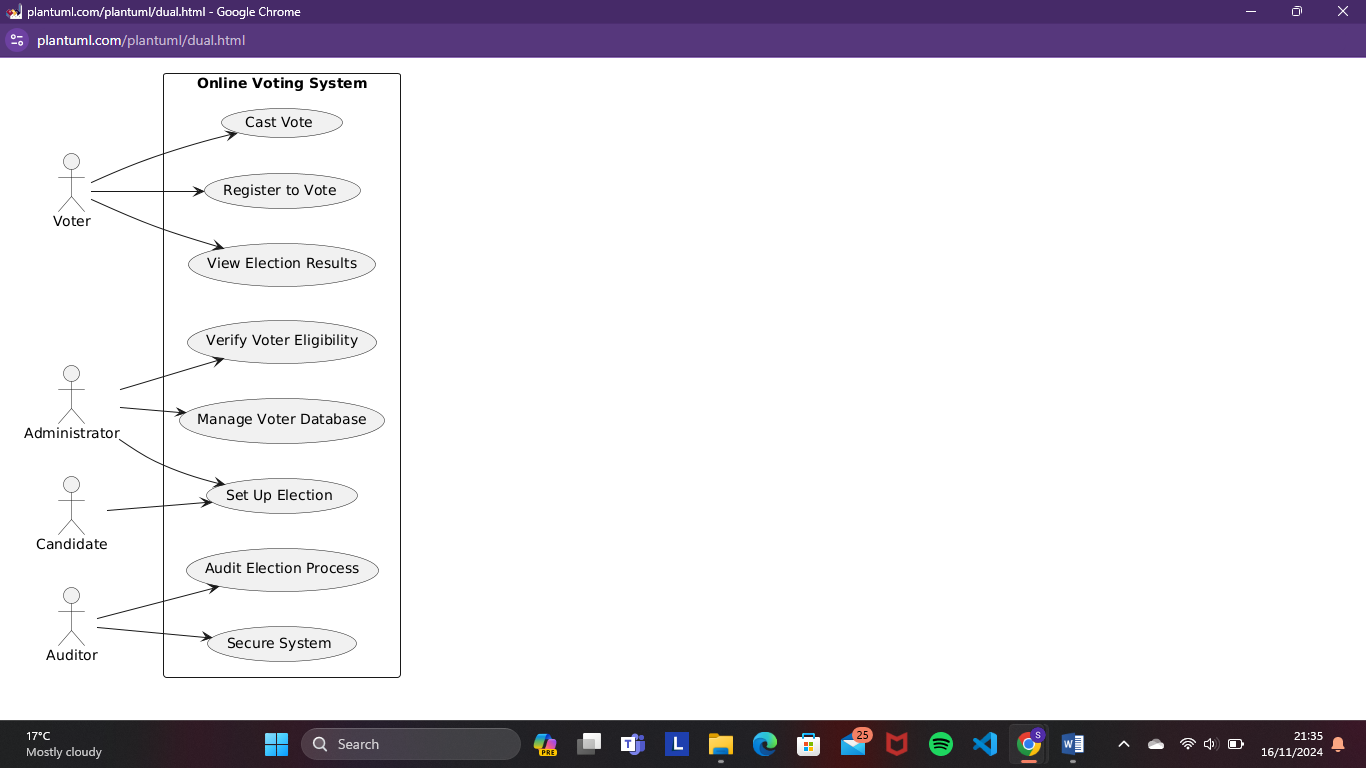 plantuml.com/plantuml/dual.html - Google Chrome
plantuml.com/plantuml/dual.html
Online Voting System
Cast Vote
Register to Vote
Voter
View Election Results
Verify Voter Eligibility
Manage Voter Database
Administrator
Set Up Election
Candidate
Audit Election Process
Secure System
Auditor
17°C
Mostly cloudy
Search
PRE
L
25
S
21:35
16/11/2024